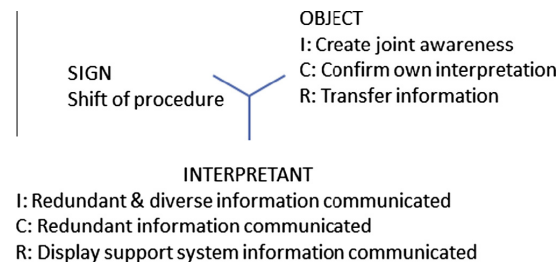 OBJECT
I: Create joint awareness
C: Confirm own interpretation
R: Transfer information
SIGN
Shift of procedure
INTERPRETANT
I: Redundant & diverse information communicated
C: Redundant information communicated
R: Display support system information communicated